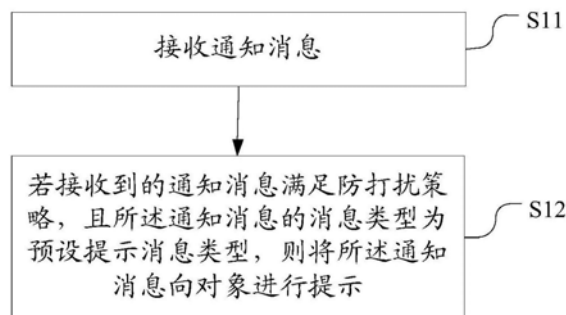 接收通知消息
S11
若接收到的通知消息满足防打扰策
略，且所述通知消息的消息类型为
预设提示消息类型，则将所述通知
消息向对象进行提示
S12